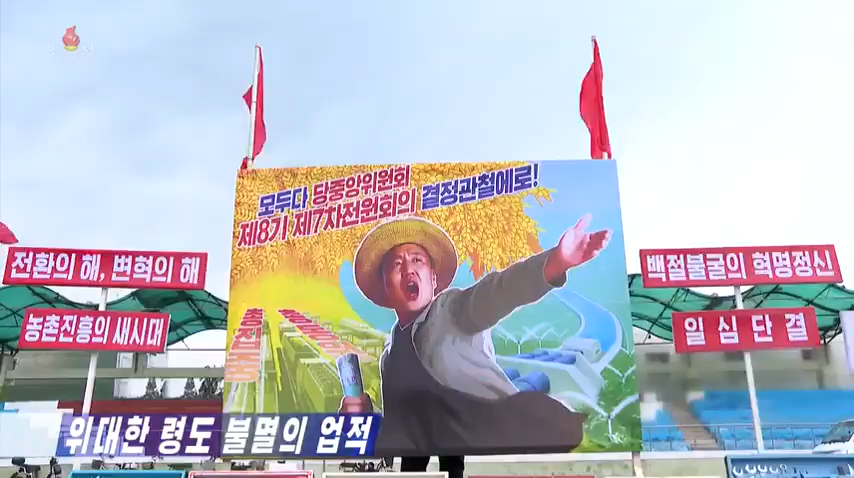 모두다 당중앙위원회
제8기 제7차전원회의 결정관철에로!
전환의 해, 변혁의 해
농촌진흥의 새시대
백절불굴의 혁명정신
일심단결
위대한 령도 불멸의 업적